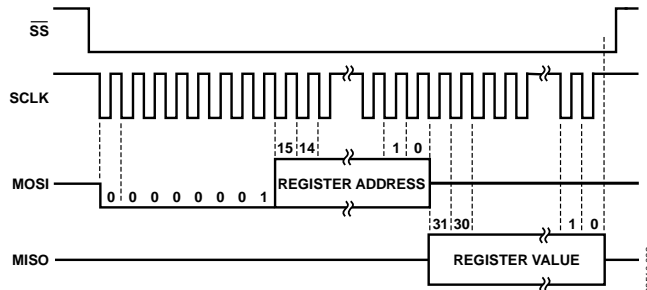 SS
SCLK
15 14 1 0
MOSI 0 0 0 0 0 0 0 1 REGISTER ADDRESS
31 30 1 0
MISO REGISTER VALUE